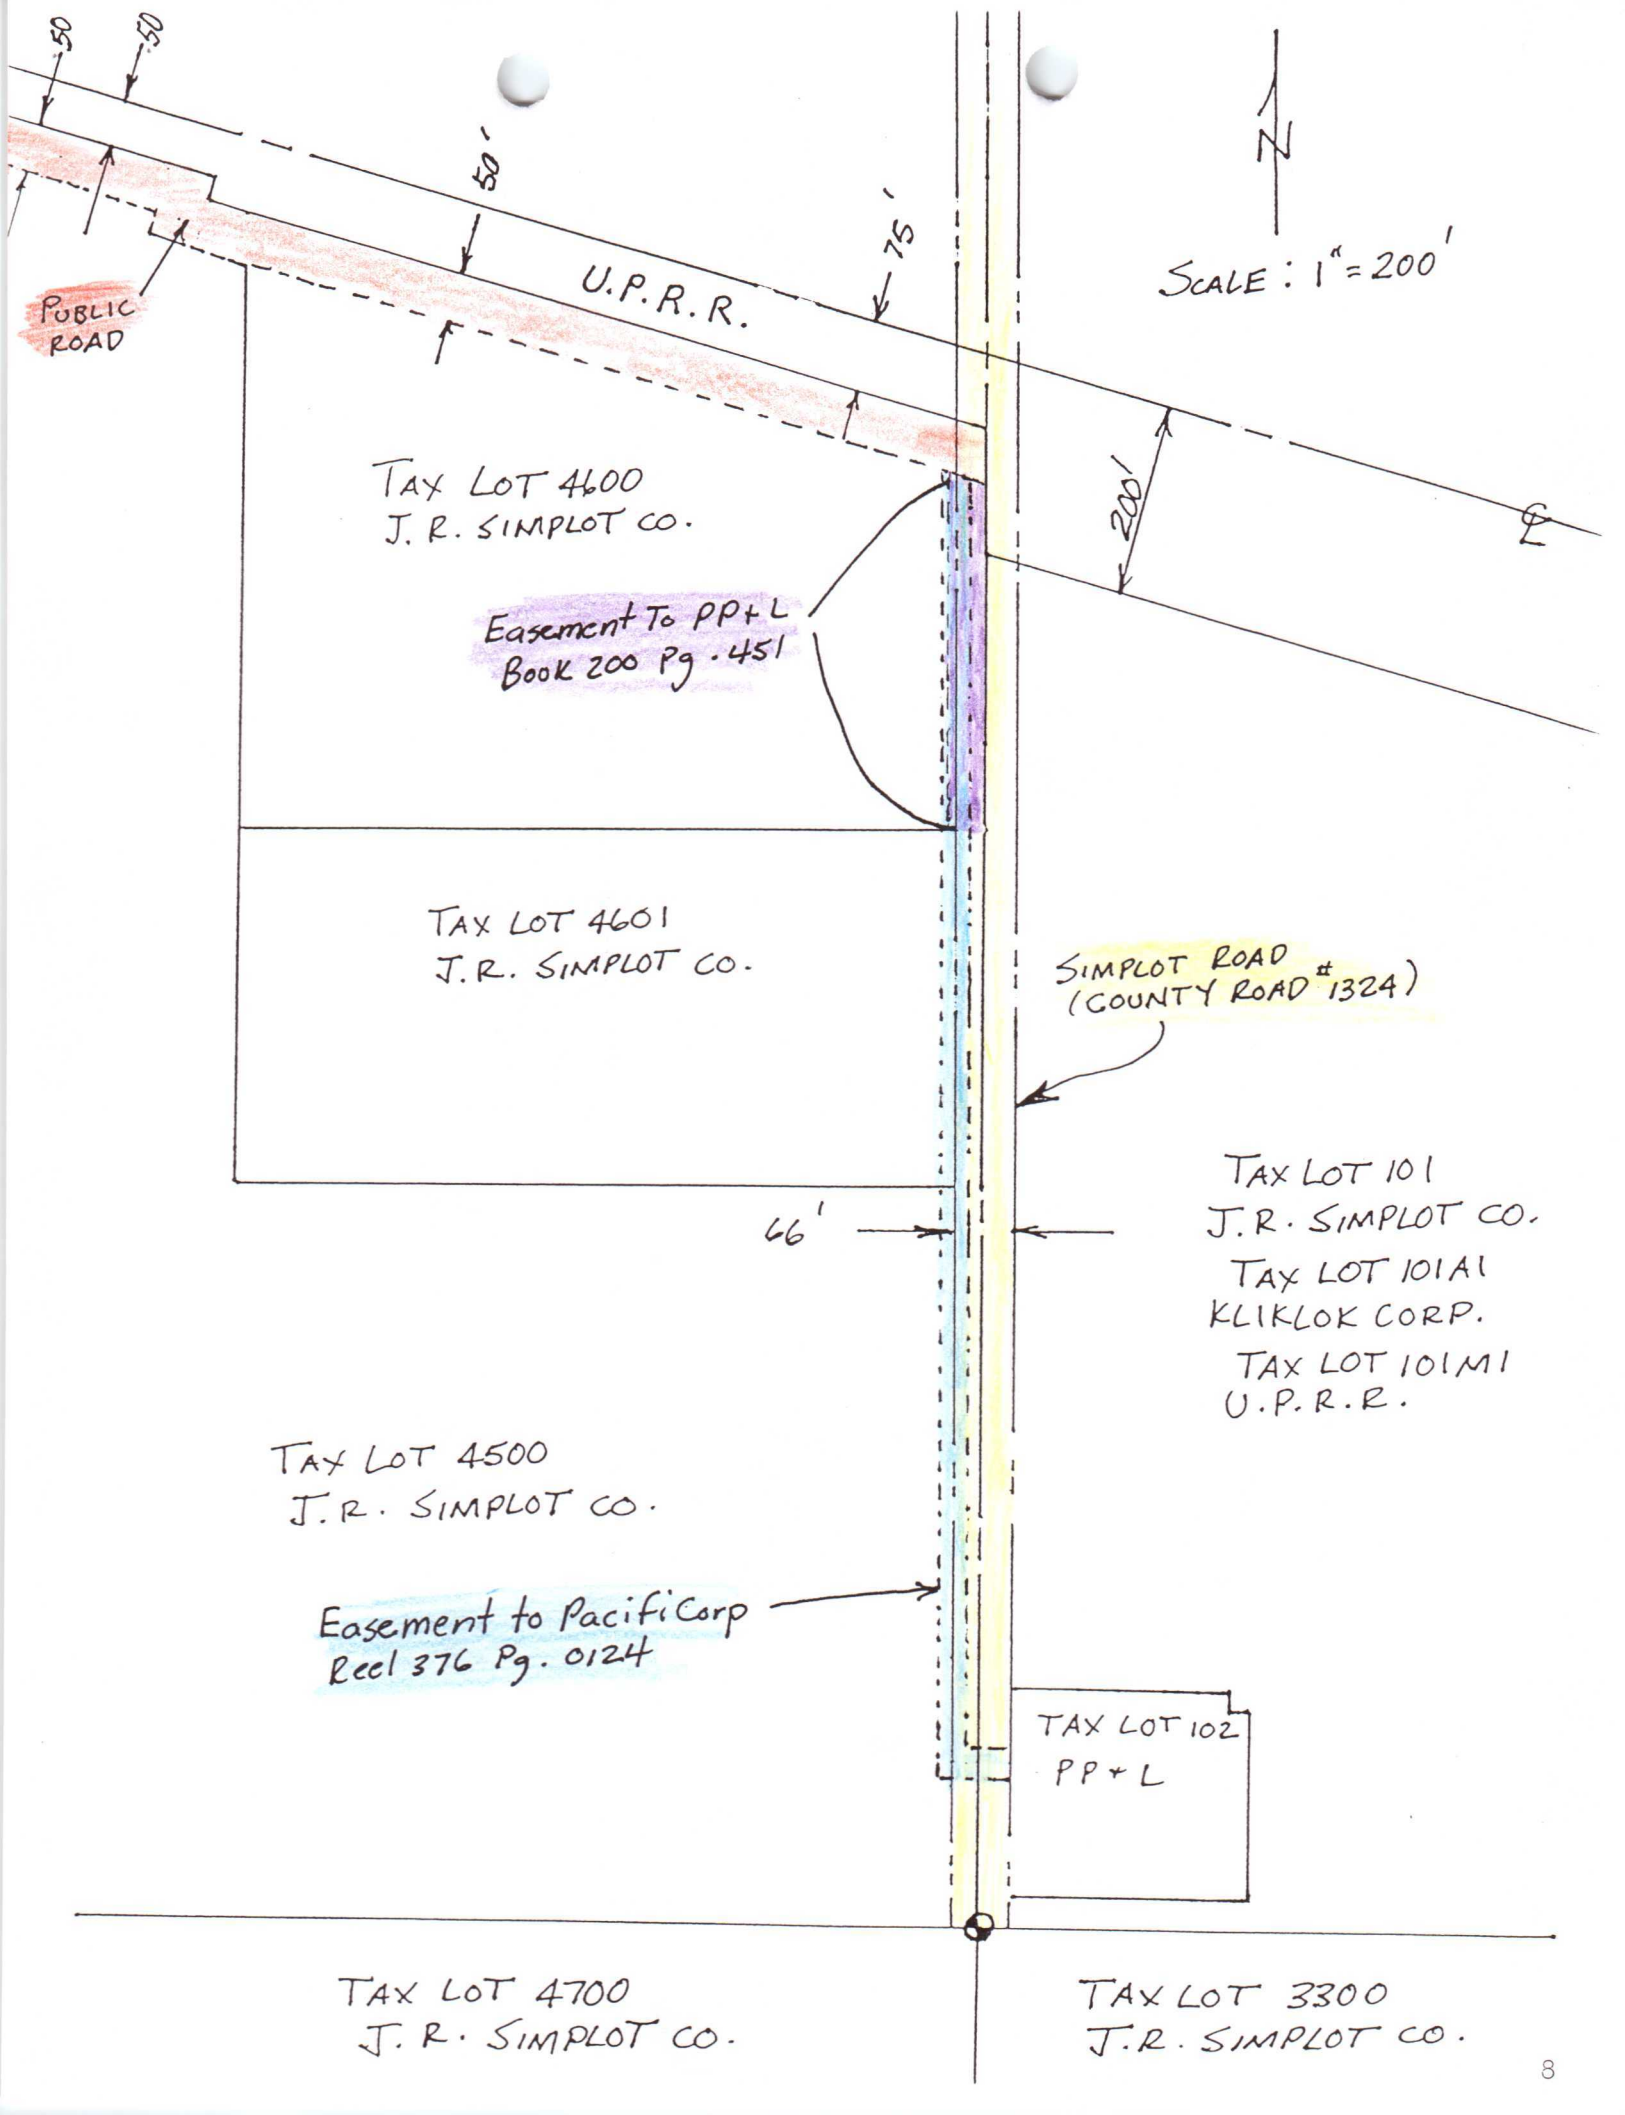 50
50
50'
75'
N
SCALE: 1"=200'
U.P.R.R.
PUBLIC
ROAD
200'
℄
TAX LOT 4600
J.R. SIMPLOT CO.
Easement To PP+L
Book 200 Pg. 451
TAX LOT 4601
J.R. SIMPLOT CO.
SIMPLOT ROAD
(COUNTY ROAD #1324)
66'
TAX LOT 101
J.R. SIMPLOT CO.
TAX LOT 101A1
KLIKLOK CORP.
TAX LOT 101M1
U.P.R.R.
TAX LOT 4500
J.R. SIMPLOT CO.
Easement to PacifiCorp
Reel 376 Pg. 0124
TAX LOT 102
PP+L
TAX LOT 4700
J.R. SIMPLOT CO.
TAX LOT 3300
J.R. SIMPLOT CO.
8